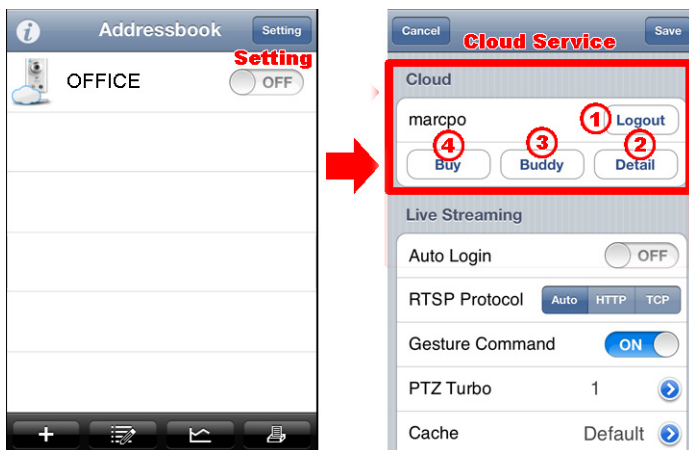 Addressbook
Setting
Setting
OFFICE
OFF
Cancel
Cloud Service
Save
Cloud
marcpo
1
Logout
4
3
2
Buy
Buddy
Detail
Live Streaming
Auto Login
OFF
RTSP Protocol
Auto
HTTP
TCP
Gesture Command
ON
PTZ Turbo
1
Cache
Default